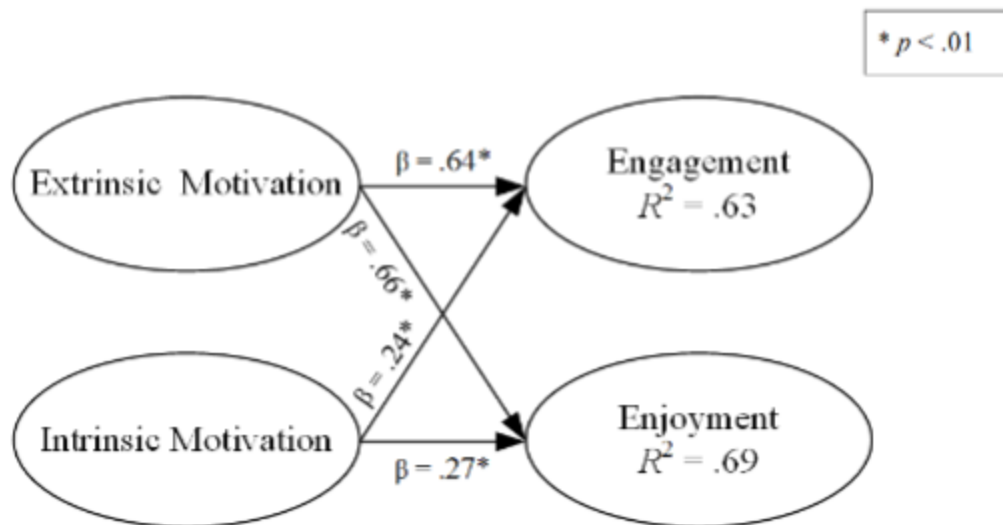 * p < .01
Extrinsic Motivation
β = .64*
Engagement
R² = .63
β = .66*
β = .24*
Intrinsic Motivation
β = .27*
Enjoyment
R² = .69